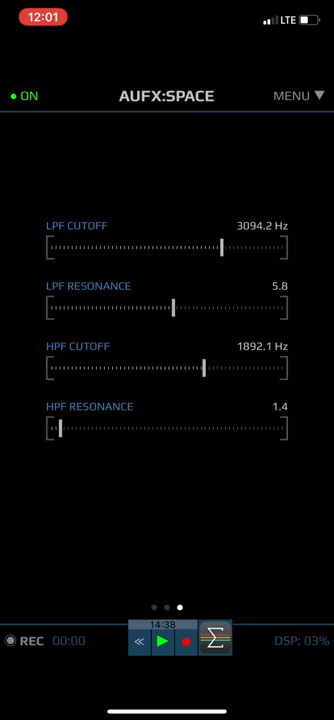 12:01
LTE
ON
AUFX:SPACE
MENU ▼
LPF CUTOFF
3094.2 Hz
LPF RESONANCE
5.8
HPF CUTOFF
1892.1 Hz
HPF RESONANCE
1.4
14:38
REC
00:00
Σ
DSP: 03%